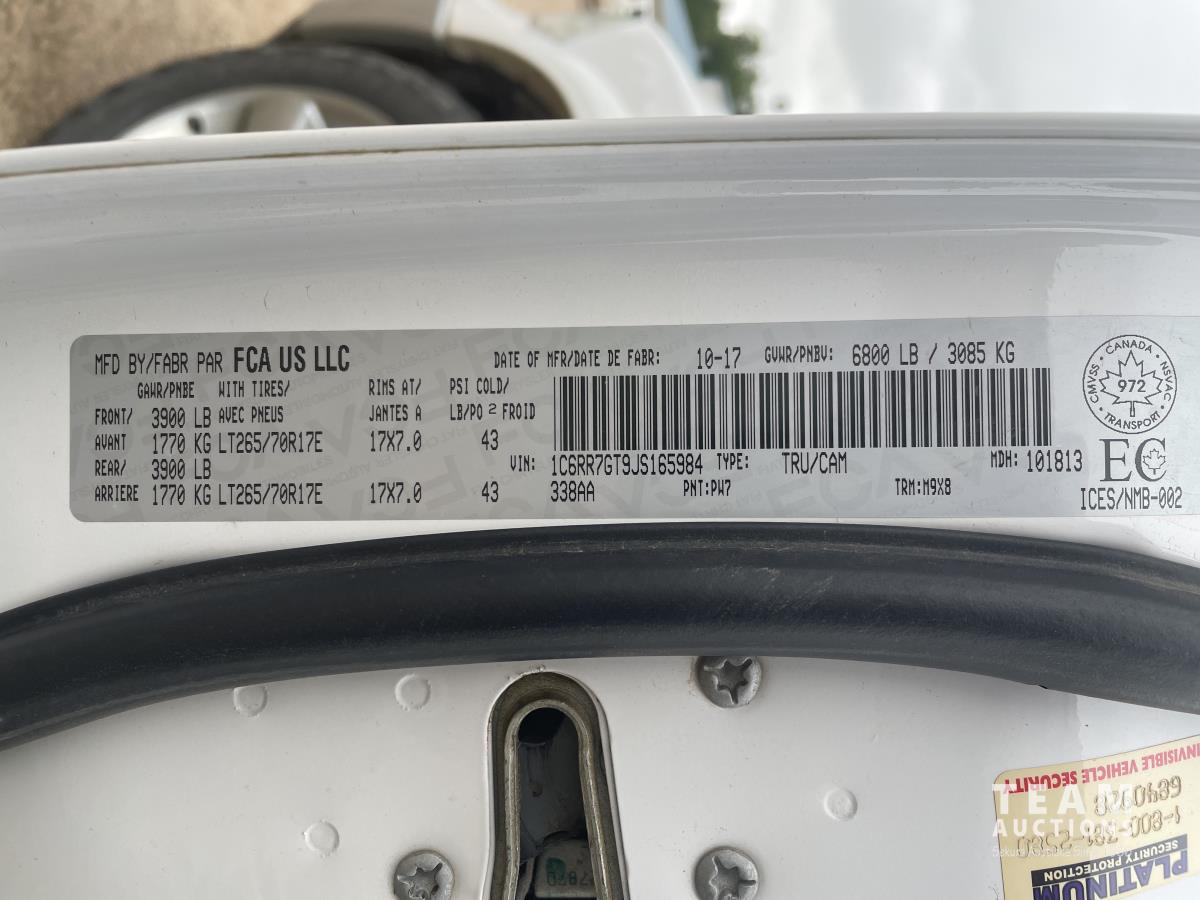 MFD BY/FABR PAR FCA US LLC DATE OF MFR/DATE DE FABR: 10-17 GVWR/PNBV: 6800 LB / 3085 KG
GAWR/PNBE WITH TIRES/ RIMS AT/ PSI COLD/
FRONT/ 3900 LB AVEC PNEUS JANTES A LB/PO 2 FROID
AVANT 1770 KG LT265/70R17E 17X7.0 43
REAR/ 3900 LB VIN: 1C6RR7GT9JS165984 TYPE: TRU/CAM MDH: 101813
ARRIERE 1770 KG LT265/70R17E 17X7.0 43 338AA PNT:PW7 TRM:M9X8
CANADA
CMVSS NSVAC
972
TRANSPORT
EC
ICES/NMB-002
INVISIBLE VEHICLE SECURITY
TEAM
AUCTIONS
PLATINUM
SECURITY PROTECTION